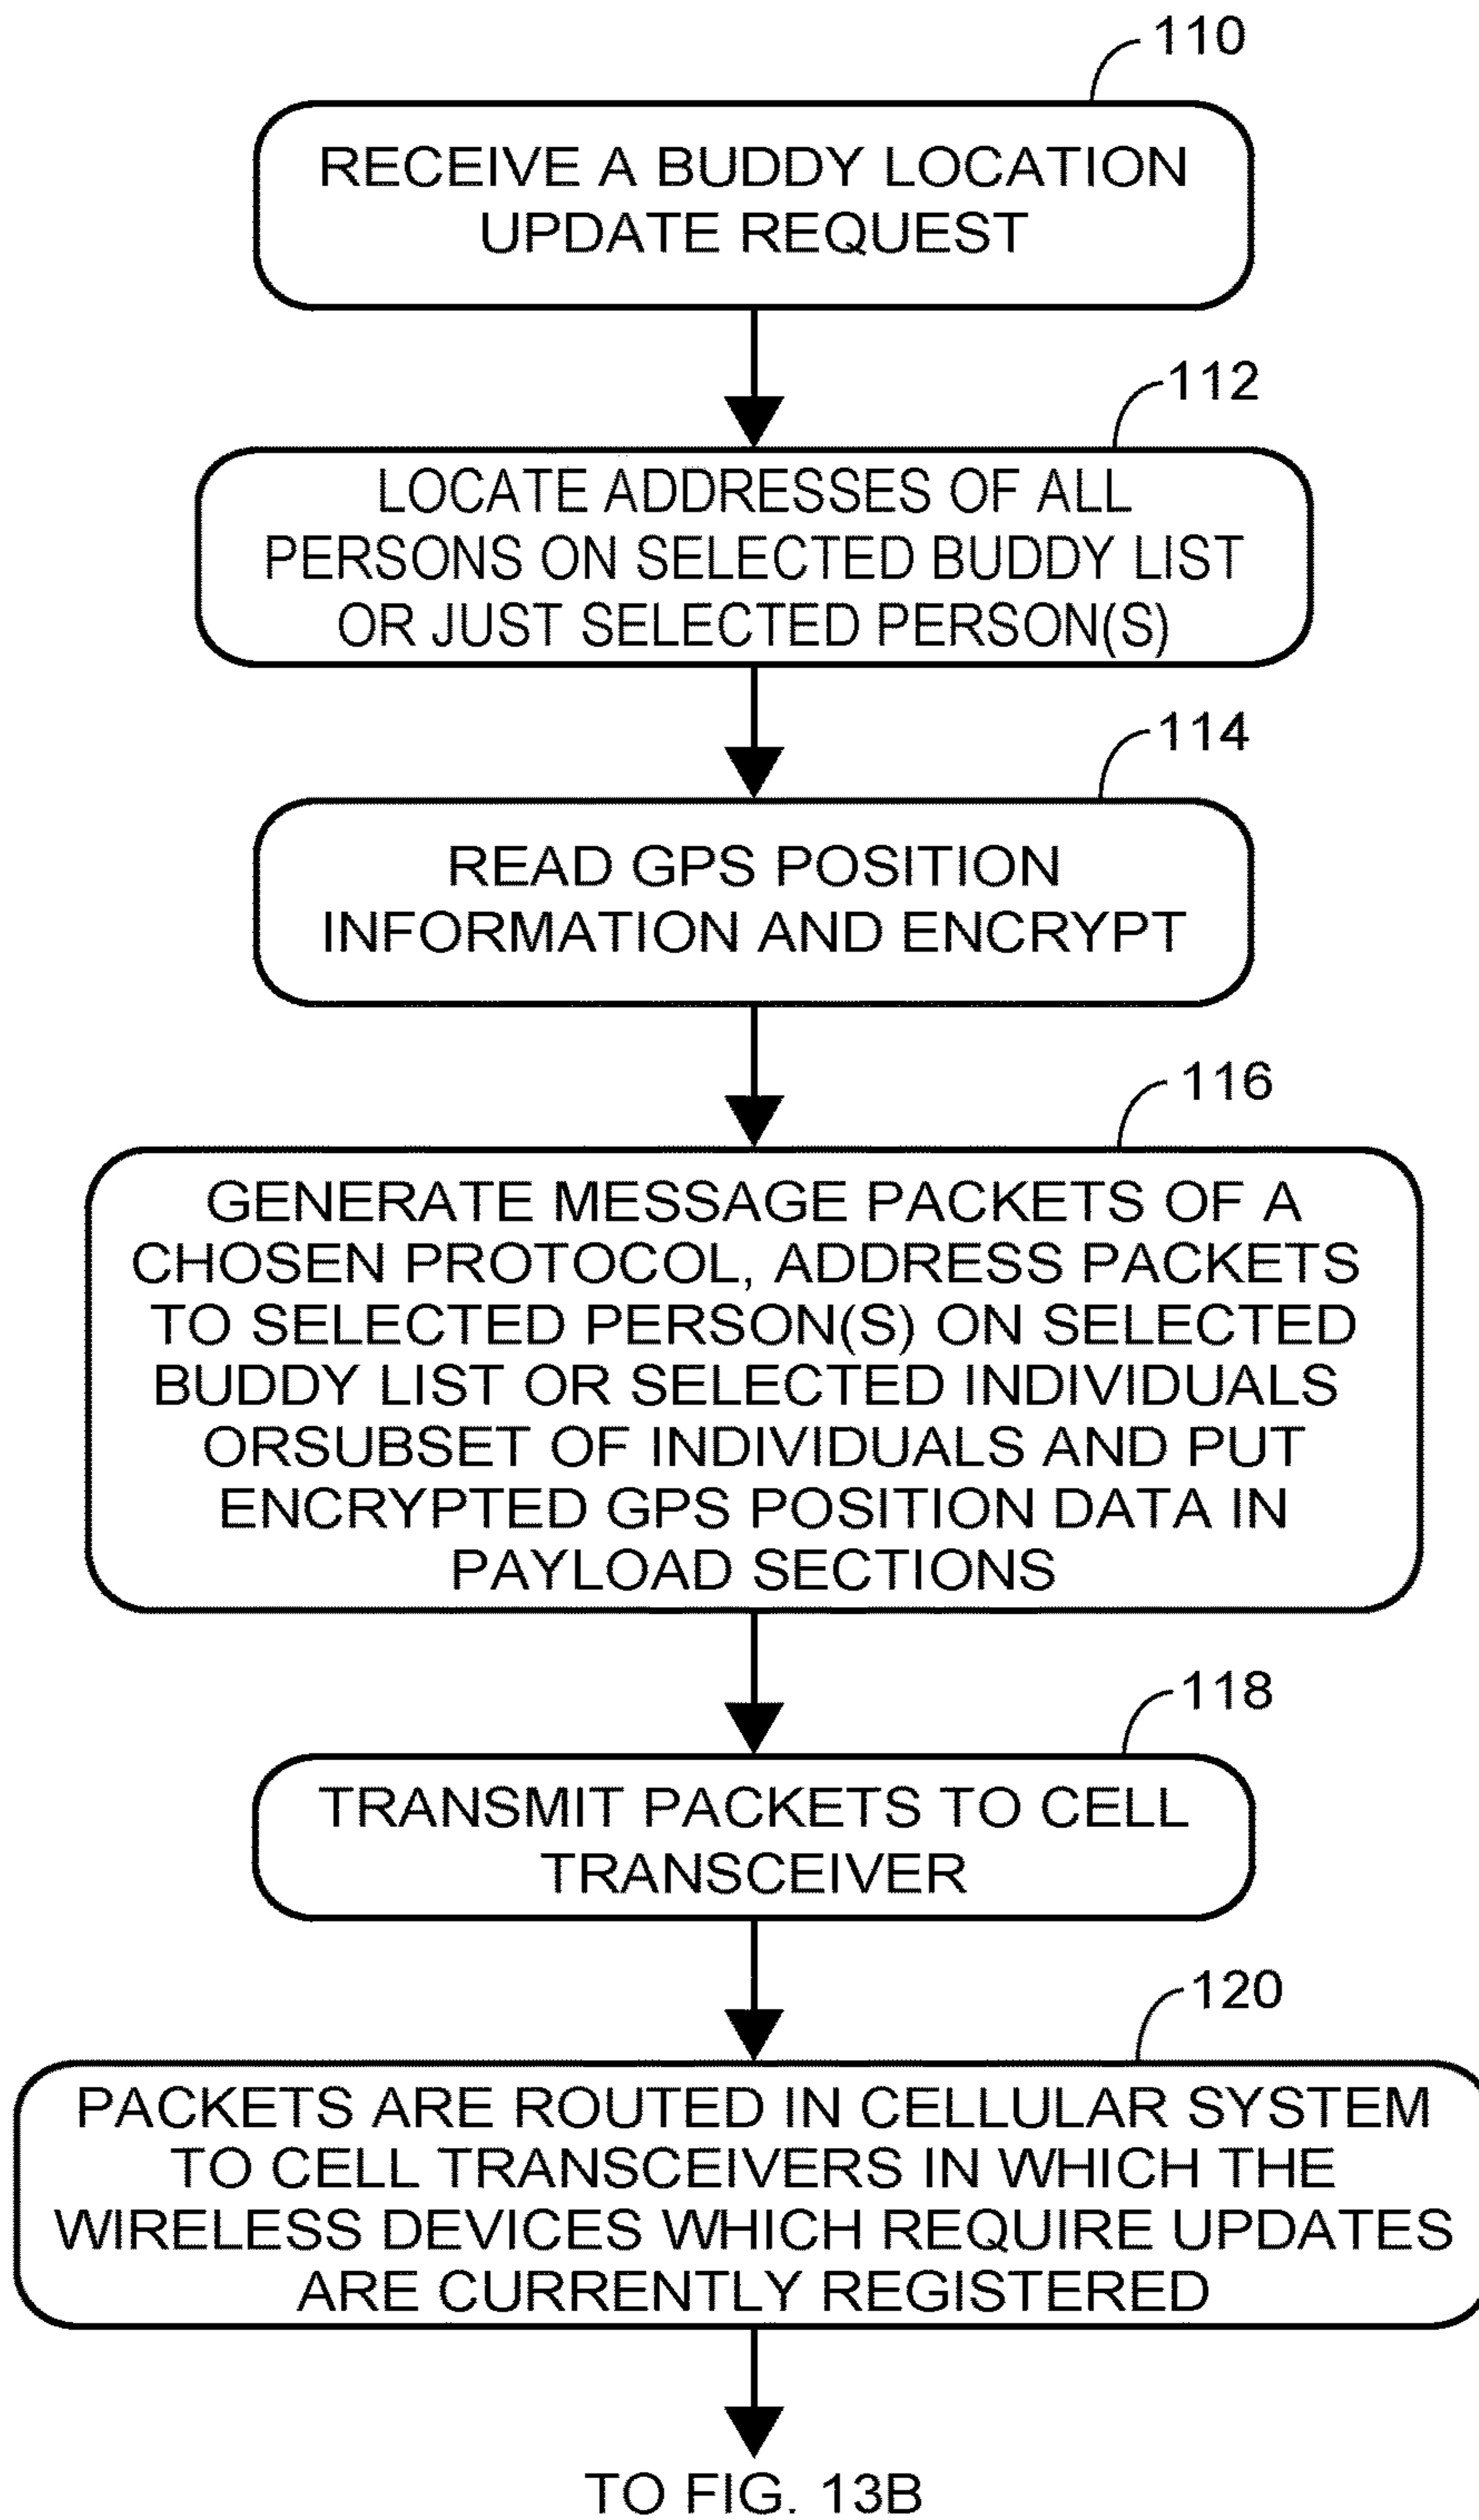 110
RECEIVE A BUDDY LOCATION
UPDATE REQUEST
112
LOCATE ADDRESSES OF ALL
PERSONS ON SELECTED BUDDY LIST
OR JUST SELECTED PERSON(S)
114
READ GPS POSITION
INFORMATION AND ENCRYPT
116
GENERATE MESSAGE PACKETS OF A
CHOSEN PROTOCOL, ADDRESS PACKETS
TO SELECTED PERSON(S) ON SELECTED
BUDDY LIST OR SELECTED INDIVIDUALS
ORSUBSET OF INDIVIDUALS AND PUT
ENCRYPTED GPS POSITION DATA IN
PAYLOAD SECTIONS
118
TRANSMIT PACKETS TO CELL
TRANSCEIVER
120
PACKETS ARE ROUTED IN CELLULAR SYSTEM
TO CELL TRANSCEIVERS IN WHICH THE
WIRELESS DEVICES WHICH REQUIRE UPDATES
ARE CURRENTLY REGISTERED
TO FIG. 13B